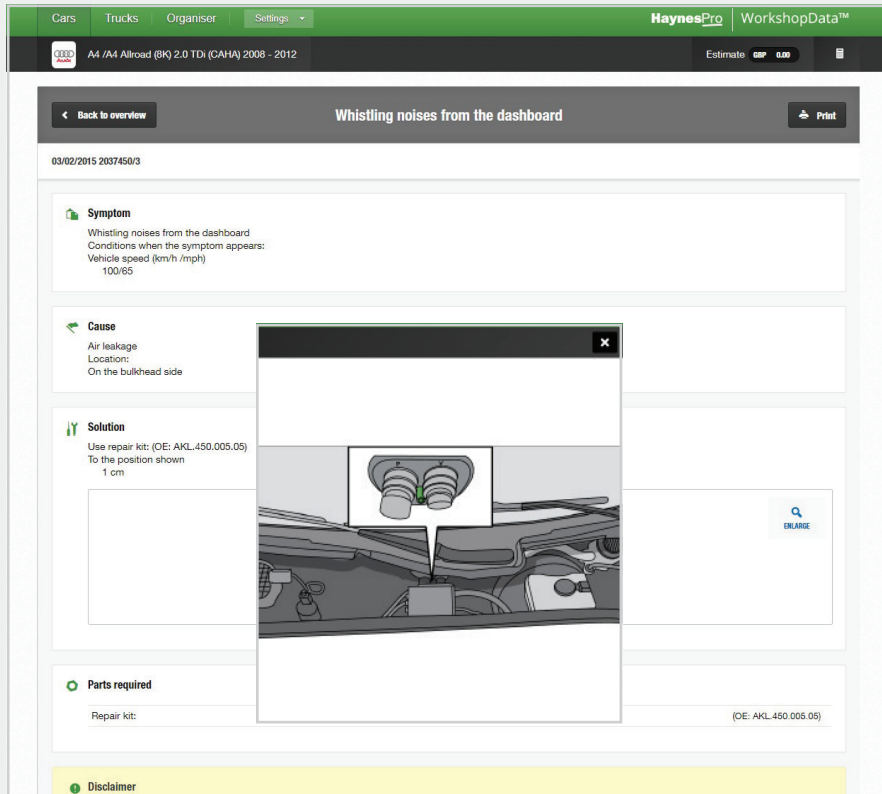 Cars Trucks Organiser Settings HaynesPro WorkshopData™
Audi A4 /A4 Allroad (8K) 2.0 TDi (CAHA) 2008 - 2012 Estimate GBP 0.00
Back to overview Whistling noises from the dashboard Print
03/02/2015 2037450/3
Symptom
Whistling noises from the dashboard
Conditions when the symptom appears:
Vehicle speed (km/h /mph)
100/65
Cause
Air leakage
Location:
On the bulkhead side
Solution
Use repair kit: (OE: AKL.450.005.05)
To the position shown
1 cm
ENLARGE
Parts required
Repair kit: (OE: AKL.450.005.05)
Disclaimer